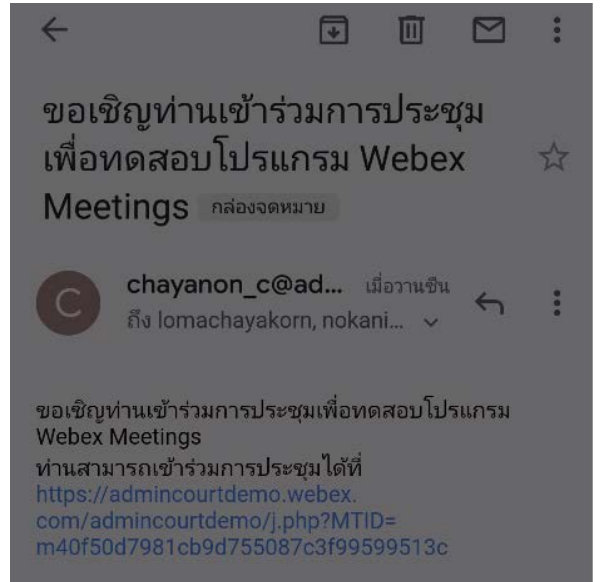 ขอเชิญท่านเข้าร่วมการประชุม
เพื่อทดสอบโปรแกรม Webex
Meetings กล่องจดหมาย
C
chayanon_c@ad... เมื่อวานซืน
ถึง lomachayakorn, nokani...
ขอเชิญท่านเข้าร่วมการประชุมเพื่อทดสอบโปรแกรม
Webex Meetings
ท่านสามารถเข้าร่วมการประชุมได้ที่
https://admincourtdemo.webex.
com/admincourtdemo/j.php?MTID=
m40f50d7981cb9d755087c3f99599513c